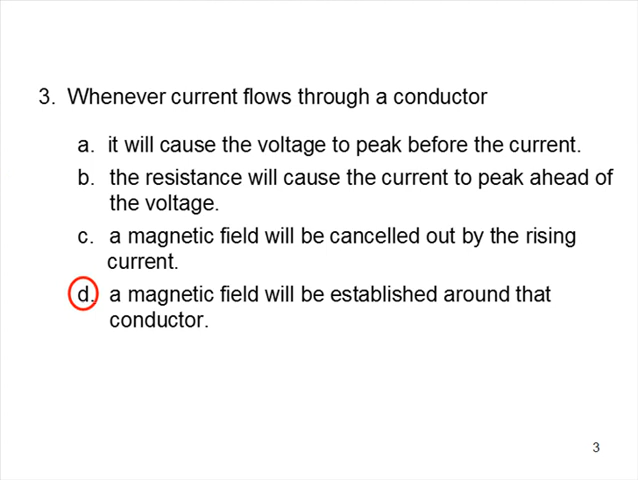 3. Whenever current flows through a conductor
a. it will cause the voltage to peak before the current.
b. the resistance will cause the current to peak ahead of
the voltage.
c. a magnetic field will be cancelled out by the rising
current.
d. a magnetic field will be established around that
conductor.
3